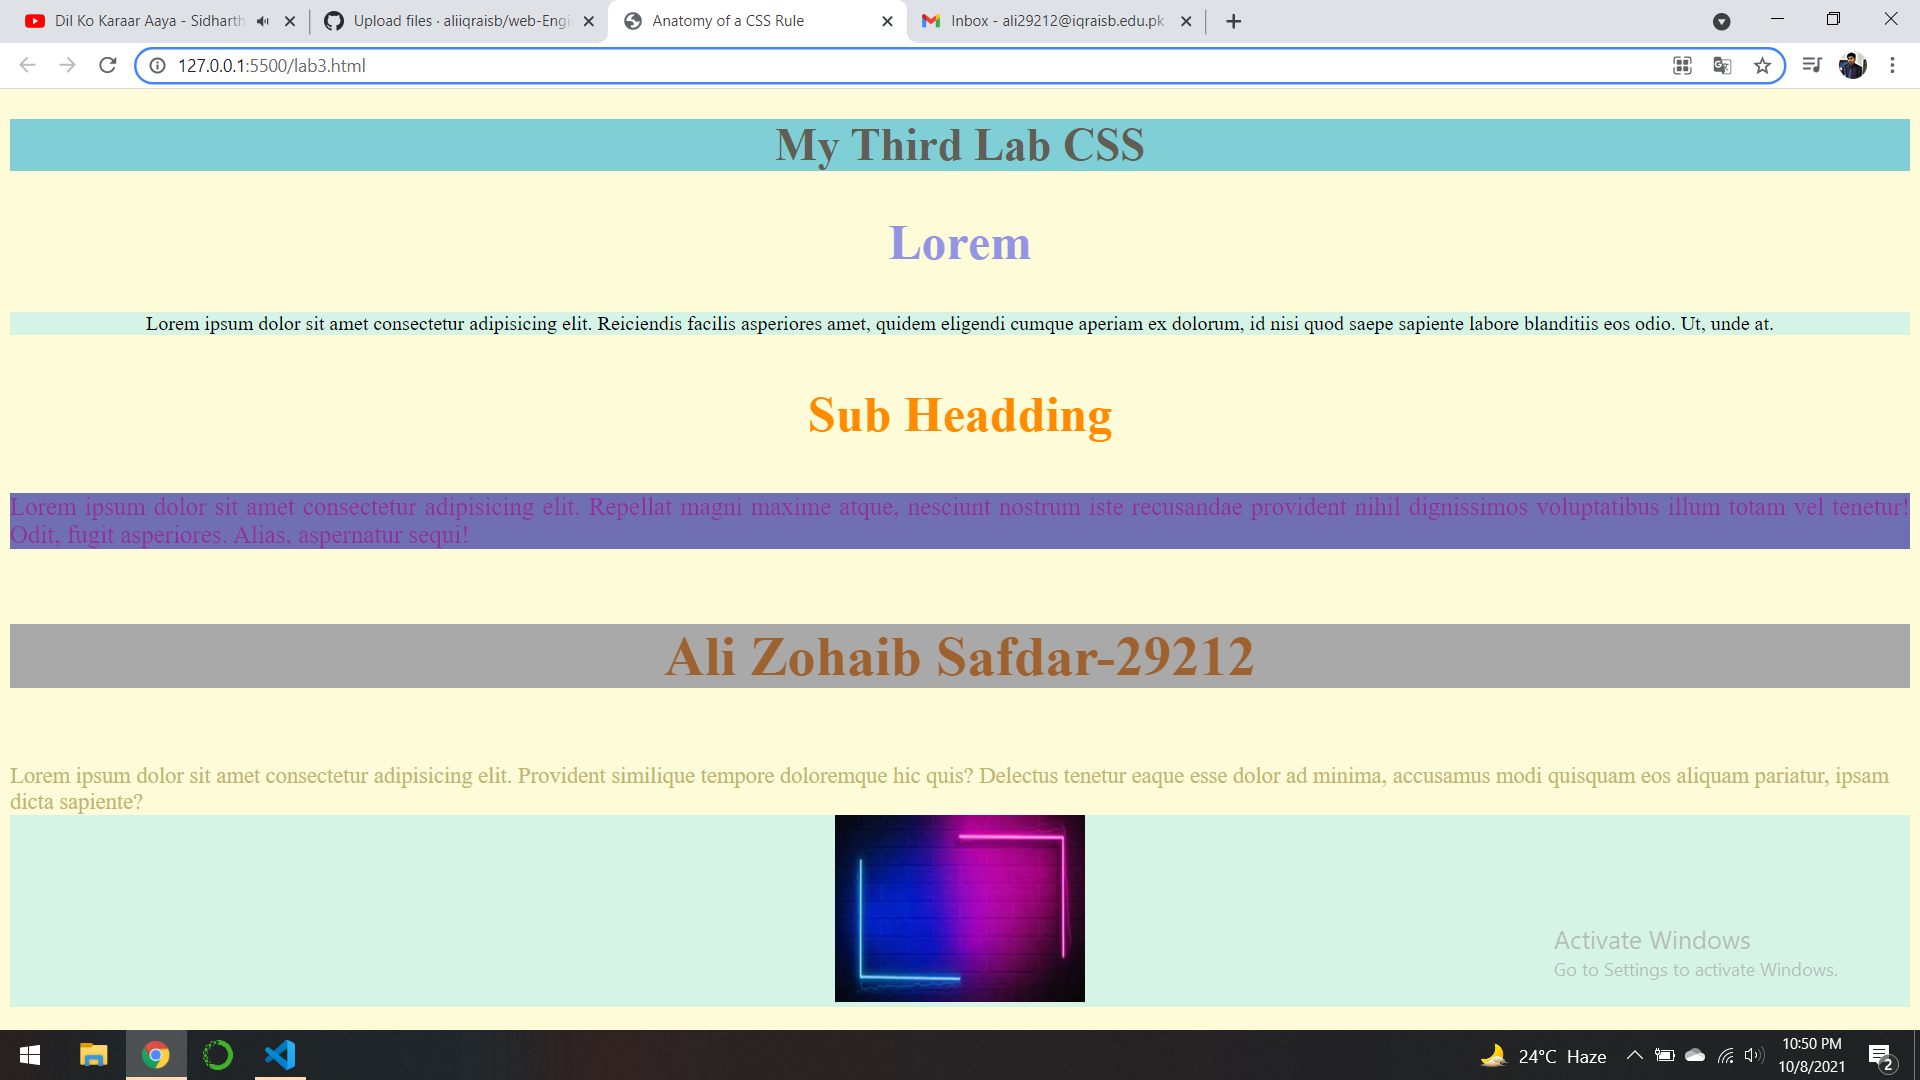 Dil Ko Karaar Aaya - Sidharth
Upload files · aliiqraisb/web-Engi
Anatomy of a CSS Rule
Inbox - ali29212@iqraisb.edu.pk
127.0.0.1:5500/lab3.html
My Third Lab CSS
Lorem
Lorem ipsum dolor sit amet consectetur adipisicing elit. Reiciendis facilis asperiores amet, quidem eligendi cumque aperiam ex dolorum, id nisi quod saepe sapiente labore blanditiis eos odio. Ut, unde at.
Sub Headding
Lorem ipsum dolor sit amet consectetur adipisicing elit. Repellat magni maxime atque, nesciunt nostrum iste recusandae provident nihil dignissimos voluptatibus illum totam vel tenetur!
Odit, fugit asperiores. Alias, aspernatur sequi!
Ali Zohaib Safdar-29212
Lorem ipsum dolor sit amet consectetur adipisicing elit. Provident similique tempore doloremque hic quis? Delectus tenetur eaque esse dolor ad minima, accusamus modi quisquam eos aliquam pariatur, ipsam
dicta sapiente?
Activate Windows
Go to Settings to activate Windows.
24°C Haze
10:50 PM
10/8/2021
2